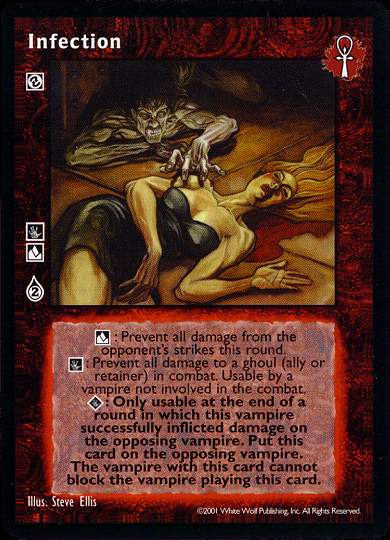 Infection
2
: Prevent all damage from the
opponent's strikes this round.
: Prevent all damage to a ghoul (ally or
retainer) in combat. Usable by a
vampire not involved in the combat.
: Only usable at the end of a
round in which this vampire
successfully inflicted damage on
the opposing vampire. Put this
card on the opposing vampire.
The vampire with this card cannot
block the vampire playing this card.
Illus. Steve Ellis
©2001 White Wolf Publishing, Inc. All Rights Reserved.